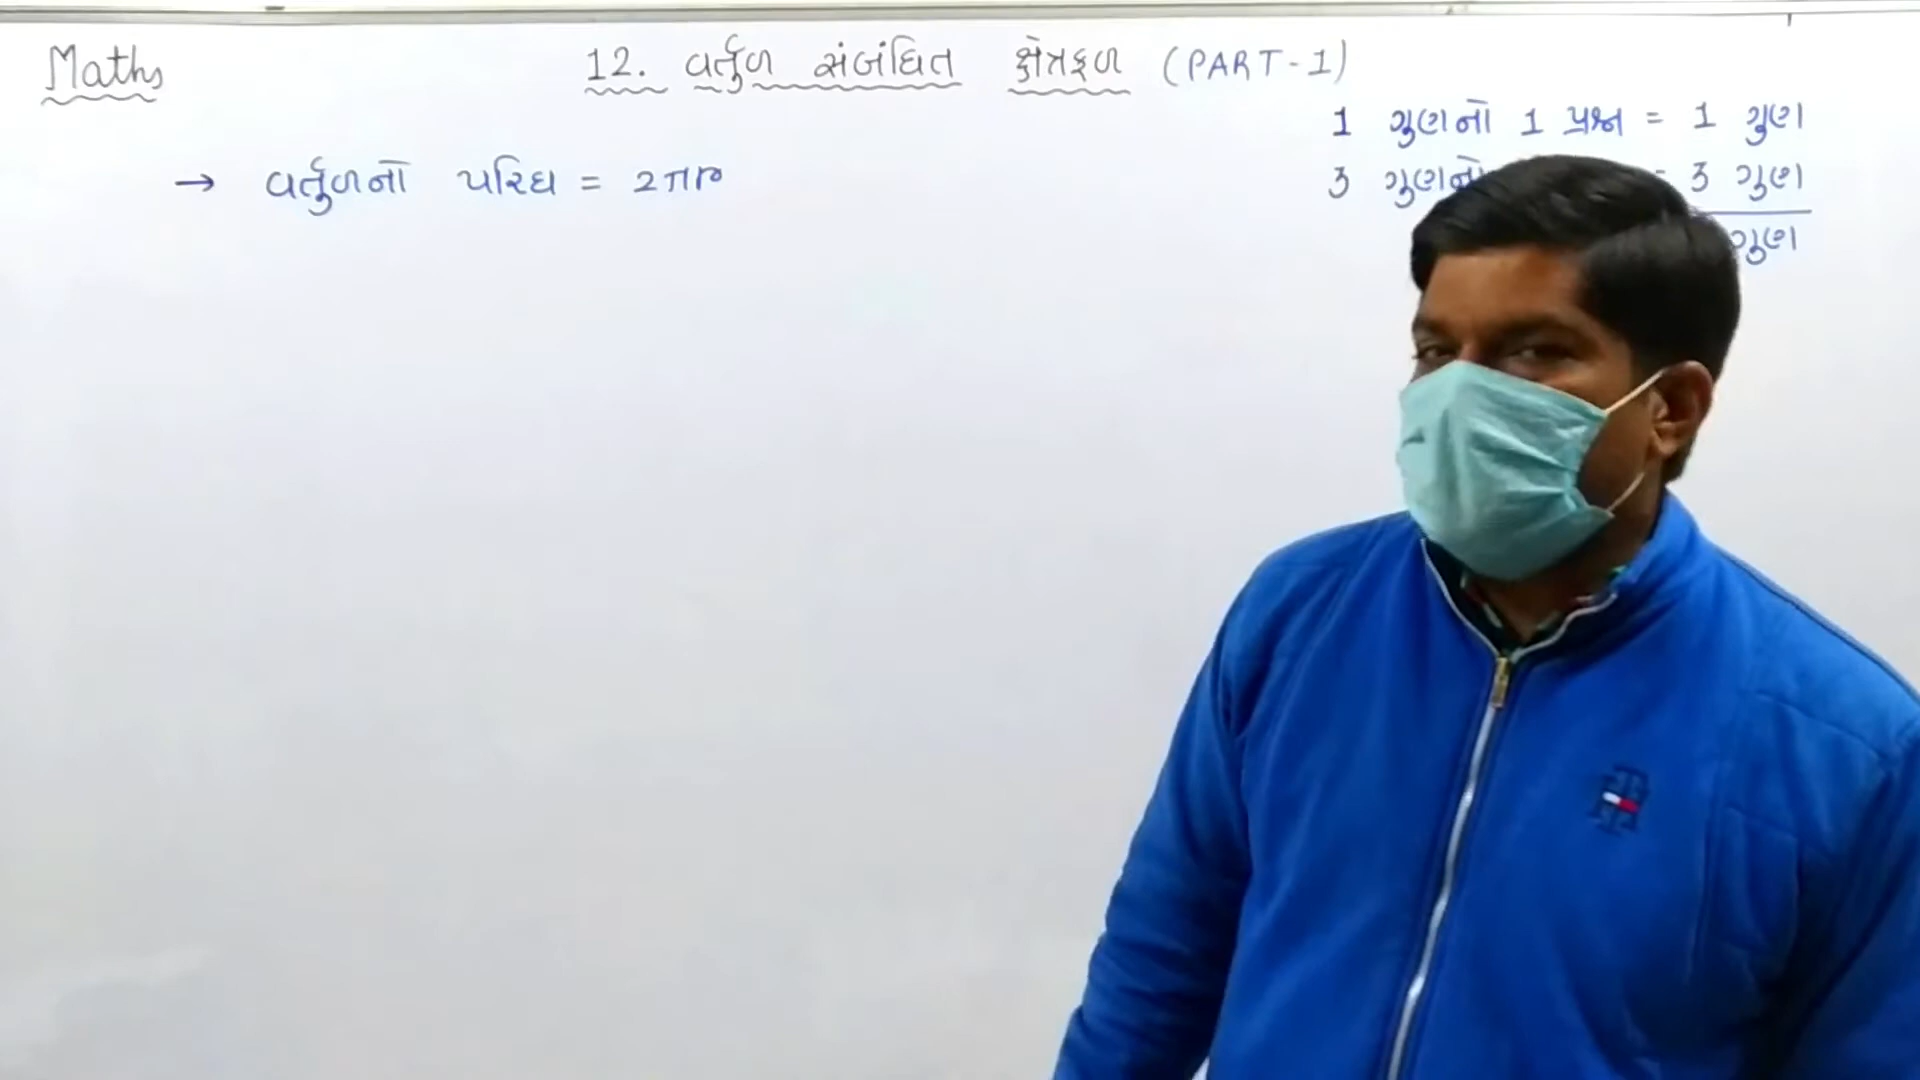 Maths
12. વર્તુળ સંબંધિત ક્ષેત્રફળ (PART-1)
1 ગુણનો 1 પ્રશ્ન = 1 ગુણ
3 ગુણનો = 3 ગુણ
ગુણ
→ વર્તુળનો પરિઘ = 2πr